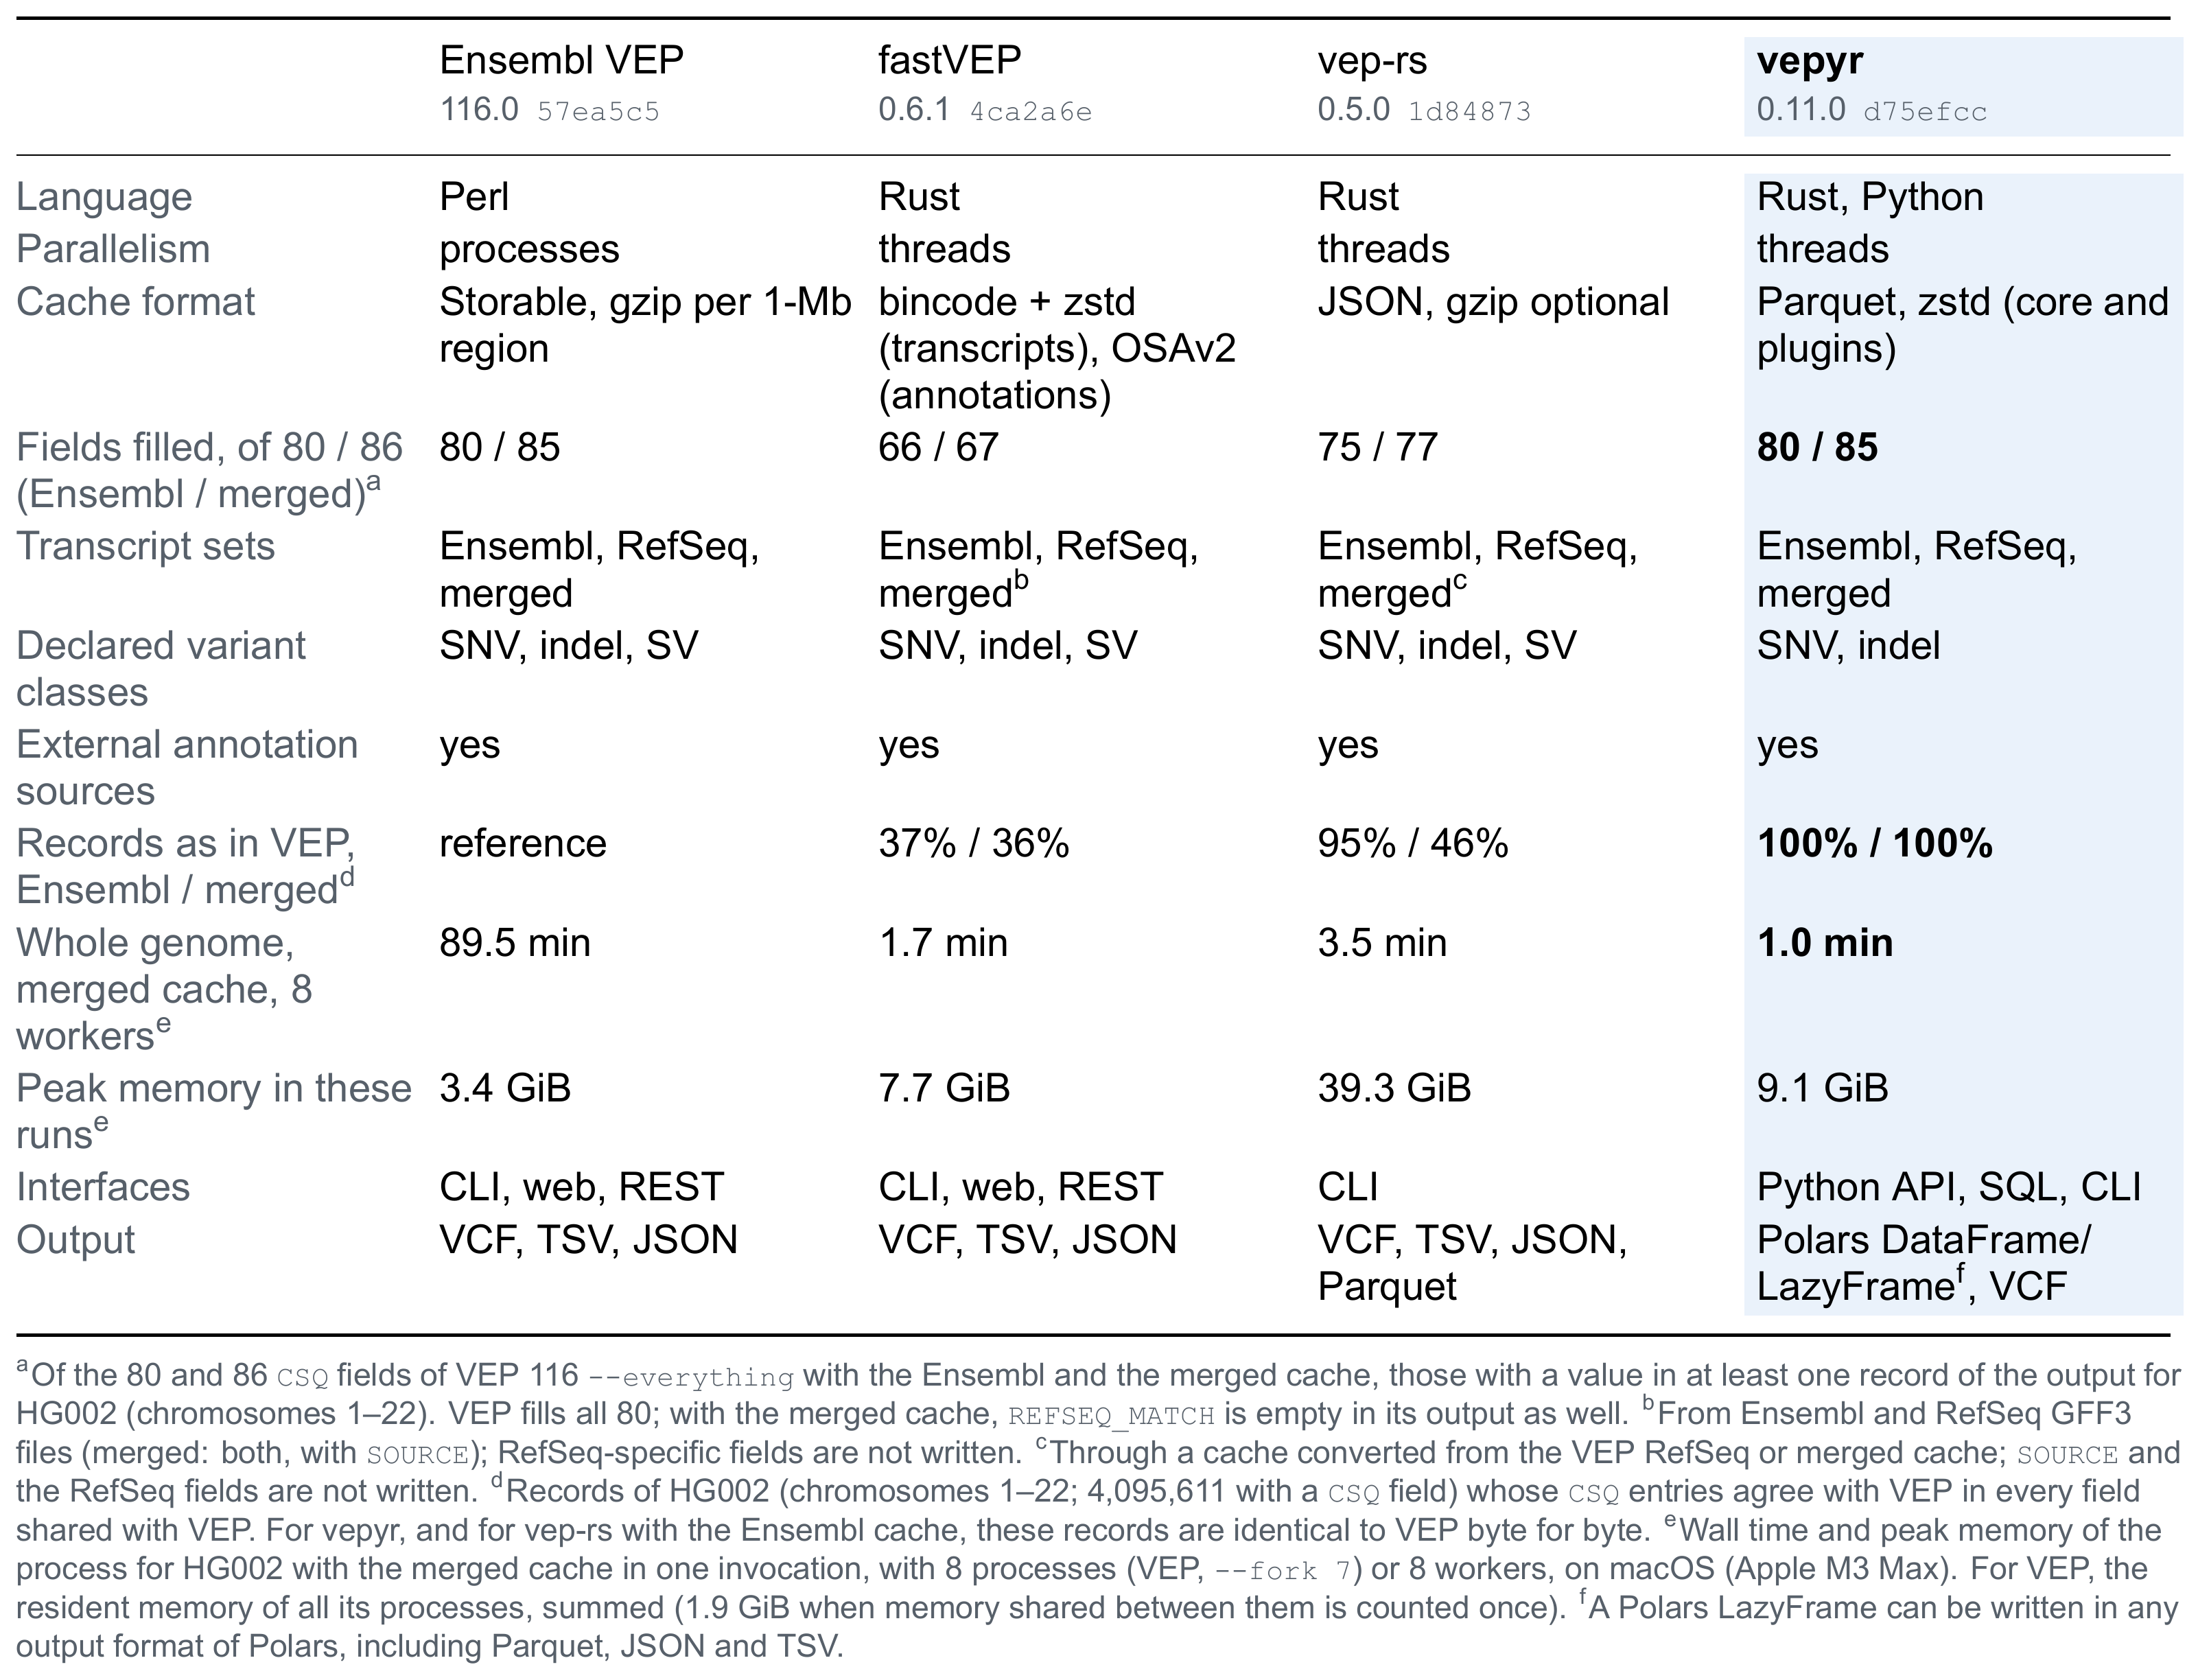 Ensembl VEP fastVEP vep-rs vepyr
116.0 57ea5c5 0.6.1 4ca2a6e 0.5.0 1d84873 0.11.0 d75efcc
Language Perl Rust Rust Rust, Python
Parallelism processes threads threads threads
Cache format Storable, gzip per 1-Mb bincode + zstd JSON, gzip optional Parquet, zstd (core and
region (transcripts), OSAv2 plugins)
(annotations)
Fields filled, of 80 / 86 80 / 85 66 / 67 75 / 77 80 / 85
(Ensembl / merged)a
Transcript sets Ensembl, RefSeq, Ensembl, RefSeq, Ensembl, RefSeq, Ensembl, RefSeq,
merged mergedb mergedc merged
Declared variant SNV, indel, SV SNV, indel, SV SNV, indel, SV SNV, indel
classes
External annotation yes yes yes yes
sources
Records as in VEP, reference 37% / 36% 95% / 46% 100% / 100%
Ensembl / mergedd
Whole genome, 89.5 min 1.7 min 3.5 min 1.0 min
merged cache, 8
workerse
Peak memory in these 3.4 GiB 7.7 GiB 39.3 GiB 9.1 GiB
runse
Interfaces CLI, web, REST CLI, web, REST CLI Python API, SQL, CLI
Output VCF, TSV, JSON VCF, TSV, JSON VCF, TSV, JSON, Polars DataFrame/
Parquet LazyFramef, VCF
aOf the 80 and 86 CSQ fields of VEP 116 --everything with the Ensembl and the merged cache, those with a value in at least one record of the output for
HG002 (chromosomes 1–22). VEP fills all 80; with the merged cache, REFSEQ_MATCH is empty in its output as well. bFrom Ensembl and RefSeq GFF3
files (merged: both, with SOURCE); RefSeq-specific fields are not written. cThrough a cache converted from the VEP RefSeq or merged cache; SOURCE and
the RefSeq fields are not written. dRecords of HG002 (chromosomes 1–22; 4,095,611 with a CSQ field) whose CSQ entries agree with VEP in every field
shared with VEP. For vepyr, and for vep-rs with the Ensembl cache, these records are identical to VEP byte for byte. eWall time and peak memory of the
process for HG002 with the merged cache in one invocation, with 8 processes (VEP, --fork 7) or 8 workers, on macOS (Apple M3 Max). For VEP, the
resident memory of all its processes, summed (1.9 GiB when memory shared between them is counted once). fA Polars LazyFrame can be written in any
output format of Polars, including Parquet, JSON and TSV.